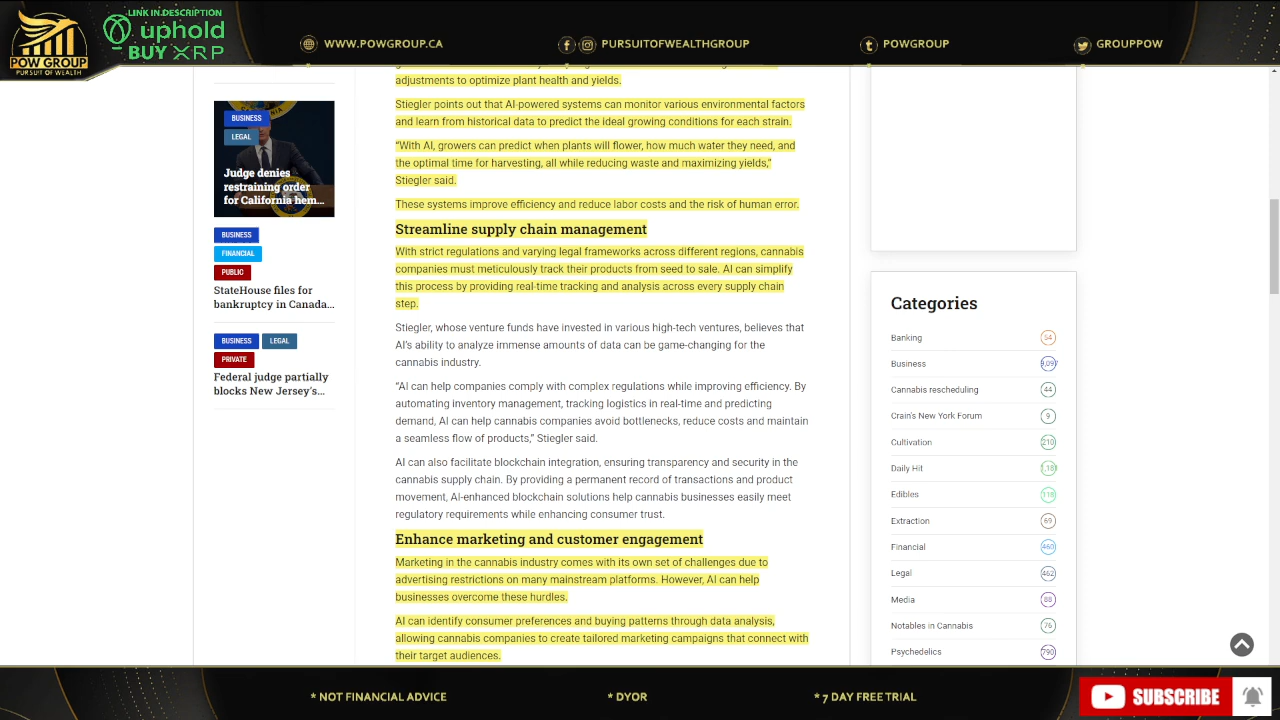 LINK IN DESCRIPTION
uphold
BUY XRP
POW GROUP
PURSUIT OF WEALTH
WWW.POWGROUP.CA
PURSUITOFWEALTHGROUP
POWGROUP
GROUPPOW
BUSINESS
LEGAL
Judge denies
restraining order
for California hem...
BUSINESS
FINANCIAL
PUBLIC
StateHouse files for
bankruptcy in Canada...
BUSINESS LEGAL
PRIVATE
Federal judge partially
blocks New Jersey's...
adjustments to optimize plant health and yields.
Stiegler points out that AI-powered systems can monitor various environmental factors
and learn from historical data to predict the ideal growing conditions for each strain.
“With AI, growers can predict when plants will flower, how much water they need, and
the optimal time for harvesting, all while reducing waste and maximizing yields,”
Stiegler said.
These systems improve efficiency and reduce labor costs and the risk of human error.
Streamline supply chain management
With strict regulations and varying legal frameworks across different regions, cannabis
companies must meticulously track their products from seed to sale. AI can simplify
this process by providing real-time tracking and analysis across every supply chain
step.
Stiegler, whose venture funds have invested in various high-tech ventures, believes that
AI’s ability to analyze immense amounts of data can be game-changing for the
cannabis industry.
“AI can help companies comply with complex regulations while improving efficiency. By
automating inventory management, tracking logistics in real-time and predicting
demand, AI can help cannabis companies avoid bottlenecks, reduce costs and maintain
a seamless flow of products,” Stiegler said.
AI can also facilitate blockchain integration, ensuring transparency and security in the
cannabis supply chain. By providing a permanent record of transactions and product
movement, AI-enhanced blockchain solutions help cannabis businesses easily meet
regulatory requirements while enhancing consumer trust.
Enhance marketing and customer engagement
Marketing in the cannabis industry comes with its own set of challenges due to
advertising restrictions on many mainstream platforms. However, AI can help
businesses overcome these hurdles.
AI can identify consumer preferences and buying patterns through data analysis,
allowing cannabis companies to create tailored marketing campaigns that connect with
their target audiences.
Categories
Banking 54
Business 9,097
Cannabis rescheduling 44
Crain's New York Forum 9
Cultivation 210
Daily Hit 1,181
Edibles 118
Extraction 69
Financial 460
Legal 462
Media 88
Notables in Cannabis 76
Psychedelics 790
* NOT FINANCIAL ADVICE
* DYOR
* 7 DAY FREE TRIAL
SUBSCRIBE